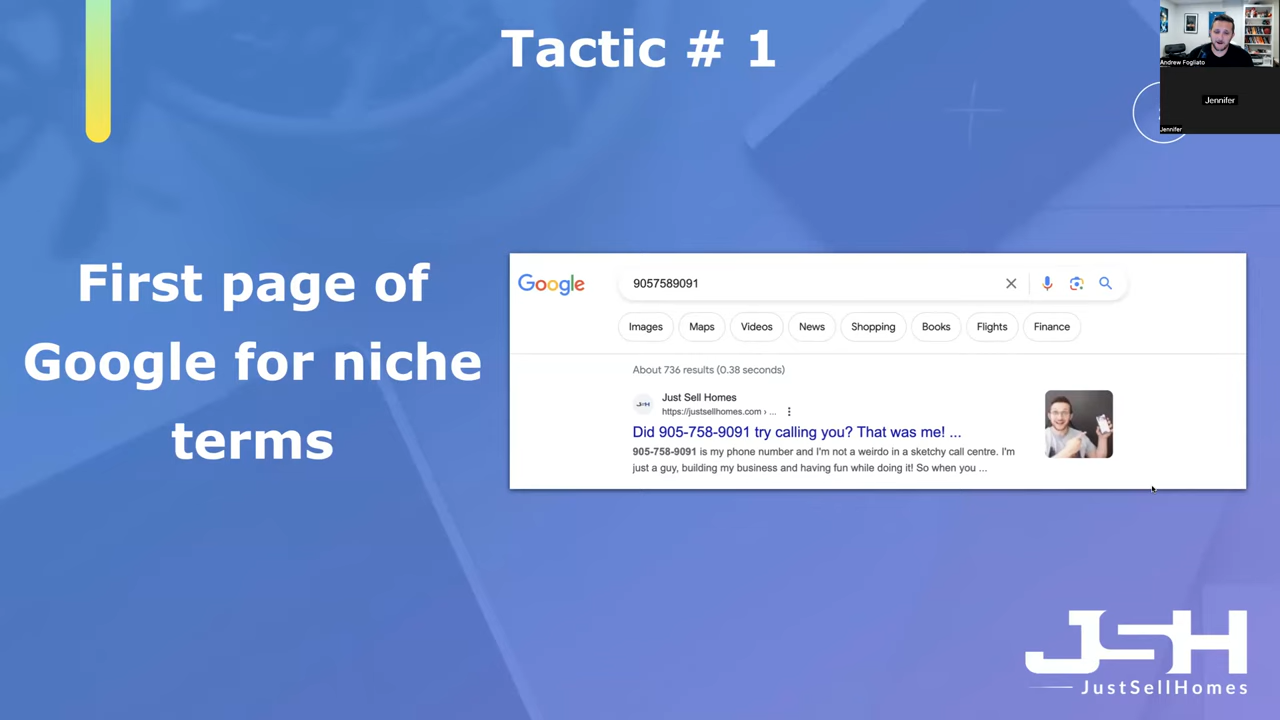 Tactic # 1
Andrew Fogliato
Jennifer
Jennifer
First page of
Google for niche
terms
Google
9057589091
Images
Maps
Videos
News
Shopping
Books
Flights
Finance
About 736 results (0.38 seconds)
JSH
Just Sell Homes
https://justsellhomes.com › ...
Did 905-758-9091 try calling you? That was me! ...
905-758-9091 is my phone number and I'm not a weirdo in a sketchy call centre. I'm
just a guy, building my business and having fun while doing it! So when you ...
JSH
JustSellHomes